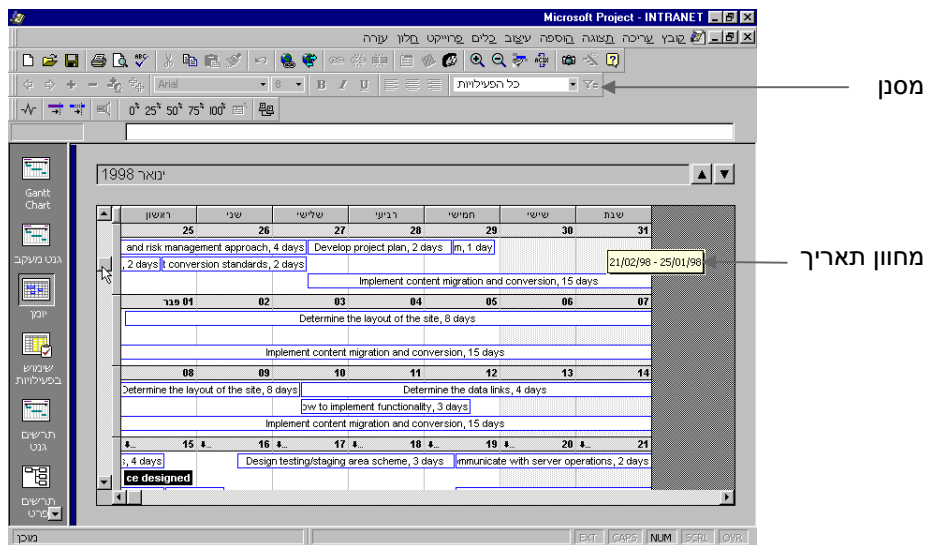 Microsoft Project - INTRANET
קובץ עריכה תצוגה הוספה עיצוב כלים פרוייקט חלון עזרה
Arial 8 B I U כל הפעילויות
0% 25% 50% 75% 100%
מסנן
ינואר 1998
Gantt Chart
גנט מעקב
יומן
שימוש בפעילויות
תרשים גנט
תרשים פרט
ראשון שני שלישי רביעי חמישי שישי שבת
25 26 27 28 29 30 31
and risk management approach, 4 days Develop project plan, 2 days m, 1 day
, 2 days t conversion standards, 2 days
21/02/98 - 25/01/98
מחוון תאריך
Implement content migration and conversion, 15 days
01 פבר 02 03 04 05 06 07
Determine the layout of the site, 8 days
Implement content migration and conversion, 15 days
08 09 10 11 12 13 14
Determine the layout of the site, 8 days Determine the data links, 4 days
ow to implement functionality, 3 days
Implement content migration and conversion, 15 days
15 16 17 18 19 20 21
s, 4 days Design testing/staging area scheme, 3 days mmunicate with server operations, 2 days
ce designed
מוכן EXT CAPS NUM SCRL OVR